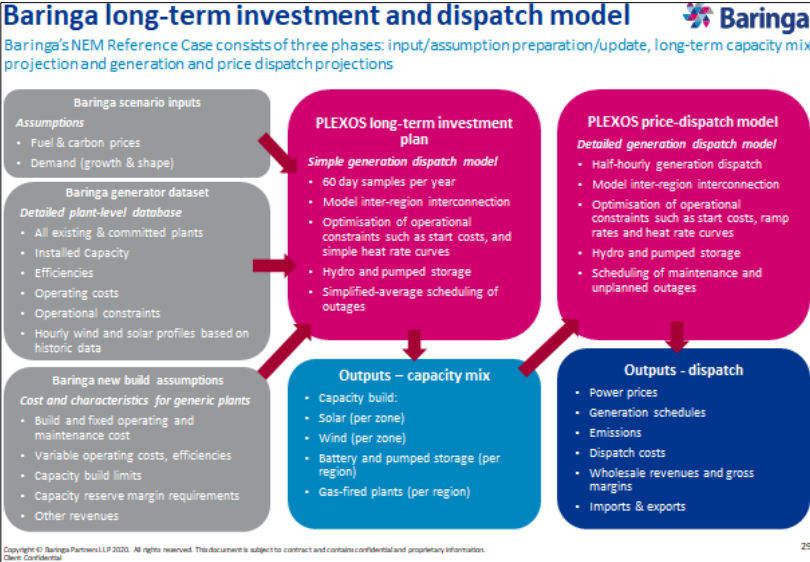 Baringa long-term investment and dispatch model
Baringa
Baringa's NEM Reference Case consists of three phases: input/assumption preparation/update, long-term capacity mix
projection and generation and price dispatch projections
Baringa scenario inputs
Assumptions
• Fuel & carbon prices
• Demand (growth & shape)
Baringa generator dataset
Detailed plant-level database
• All existing & committed plants
• Installed Capacity
• Efficiencies
• Operating costs
• Operational constraints
• Hourly wind and solar profiles based on
historic data
Baringa new build assumptions
Cost and characteristics for generic plants
• Build and fixed operating and
maintenance cost
• Variable operating costs, efficiencies
• Capacity build limits
• Capacity reserve margin requirements
• Other revenues
PLEXOS long-term investment
plan
Simple generation dispatch model
• 60 day samples per year
• Model inter-region interconnection
• Optimisation of operational
constraints such as start costs, and
simple heat rate curves
• Hydro and pumped storage
• Simplified-average scheduling of
outages
Outputs – capacity mix
• Capacity build:
• Solar (per zone)
• Wind (per zone)
• Battery and pumped storage (per
region)
• Gas-fired plants (per region)
PLEXOS price-dispatch model
Detailed generation dispatch model
• Half-hourly generation dispatch
• Model inter-region interconnection
• Optimisation of operational
constraints such as start costs, ramp
rates and heat rate curves
• Hydro and pumped storage
• Scheduling of maintenance and
unplanned outages
Outputs - dispatch
• Power prices
• Generation schedules
• Emissions
• Dispatch costs
• Wholesale revenues and gross
margins
• Imports & exports
Copyright © Baringa Partners LLP 2020. All rights reserved. This document is subject to contract and contains confidential and proprietary information.
Client Confidential
29